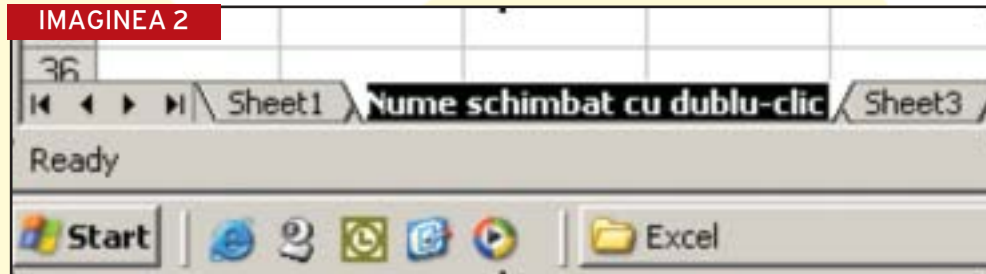 IMAGINEA 2
36
Sheet1 Nume schimbat cu dublu-clic Sheet3
Ready
Start Excel